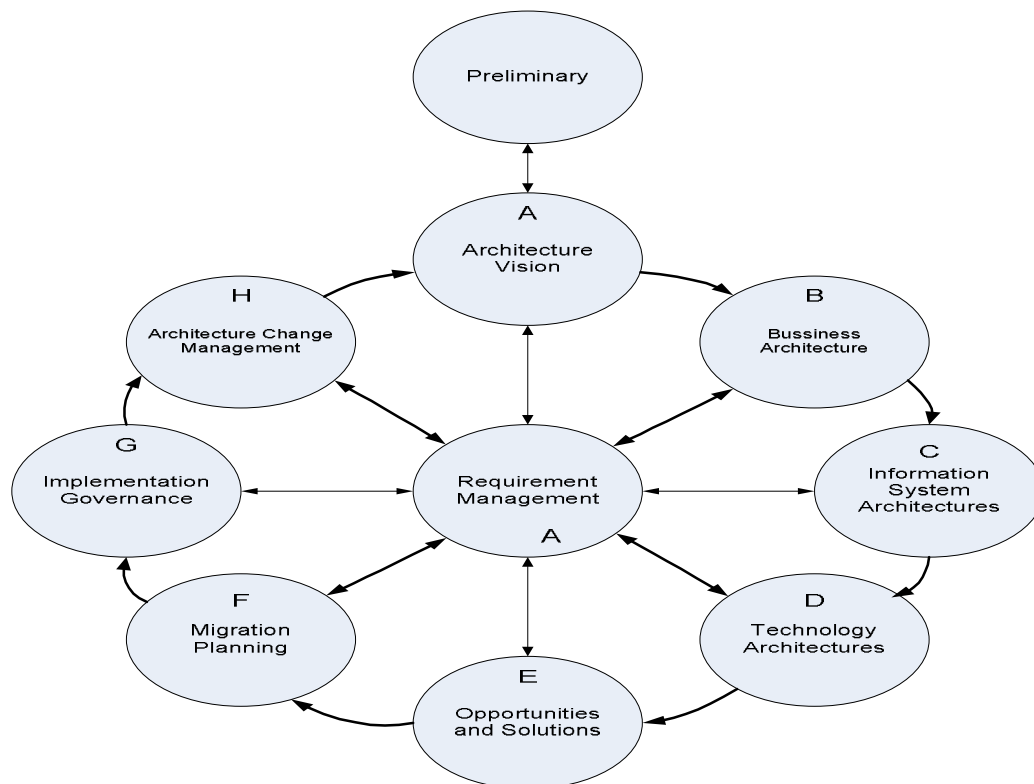 Preliminary
A
Architecture
Vision
H
Architecture Change
Management
B
Bussiness
Architecture
G
Implementation
Governance
Requirement
Management
A
C
Information
System
Architectures
F
Migration
Planning
D
Technology
Architectures
E
Opportunities
and Solutions